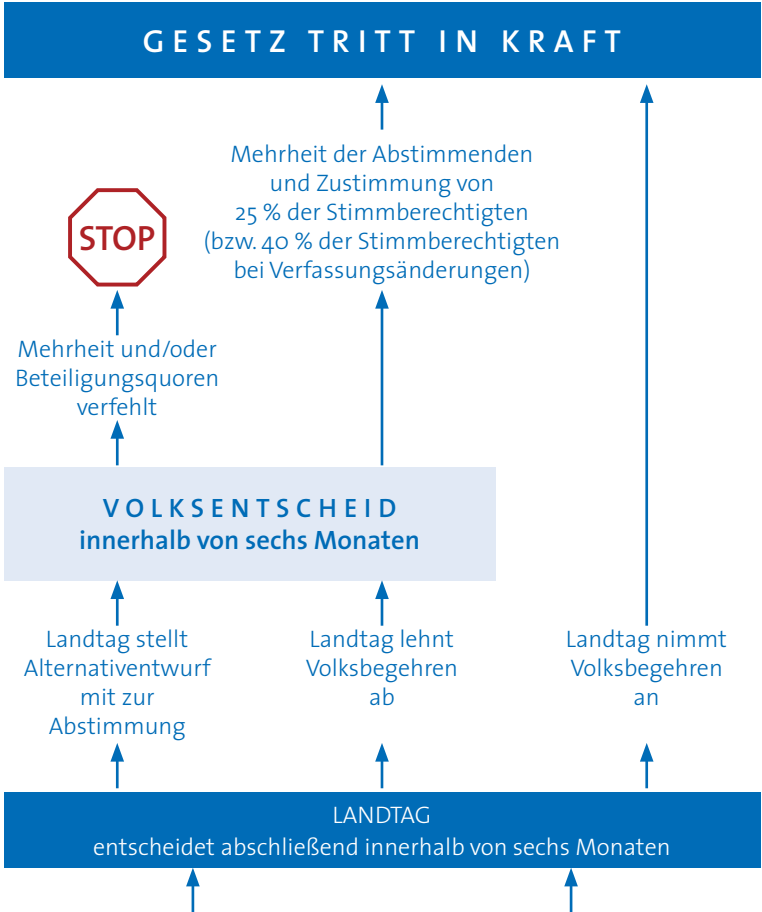 GESETZ TRITT IN KRAFT
Mehrheit der Abstimmenden
und Zustimmung von
25 % der Stimmberechtigten
(bzw. 40 % der Stimmberechtigten
bei Verfassungsänderungen)
STOP
Mehrheit und/oder
Beteiligungsquoren
verfehlt
VOLKSENTSCHEID
innerhalb von sechs Monaten
Landtag stellt
Alternativentwurf
mit zur
Abstimmung
Landtag lehnt
Volksbegehren
ab
Landtag nimmt
Volksbegehren
an
LANDTAG
entscheidet abschließend innerhalb von sechs Monaten